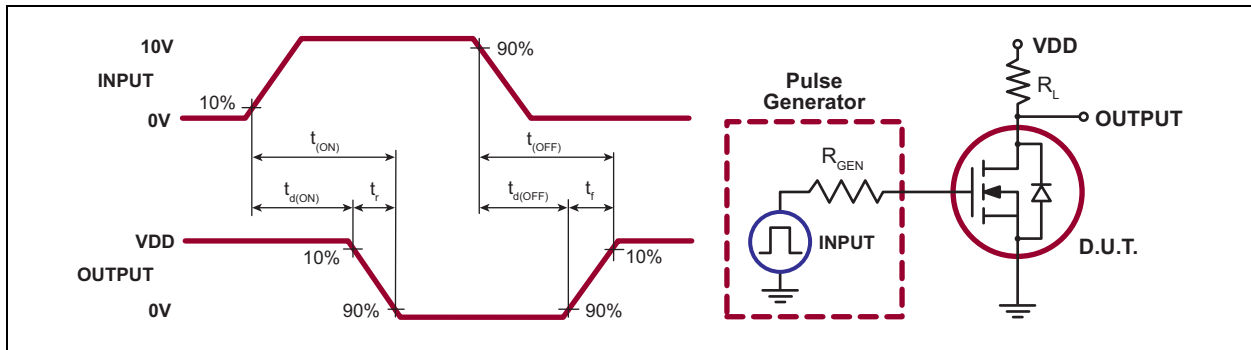 10V
INPUT
0V
10%
90%
t(ON)
t(OFF)
td(ON)
tr
td(OFF)
tf
VDD
OUTPUT
0V
10%
90%
90%
10%
Pulse
Generator
RGEN
INPUT
VDD
RL
OUTPUT
D.U.T.